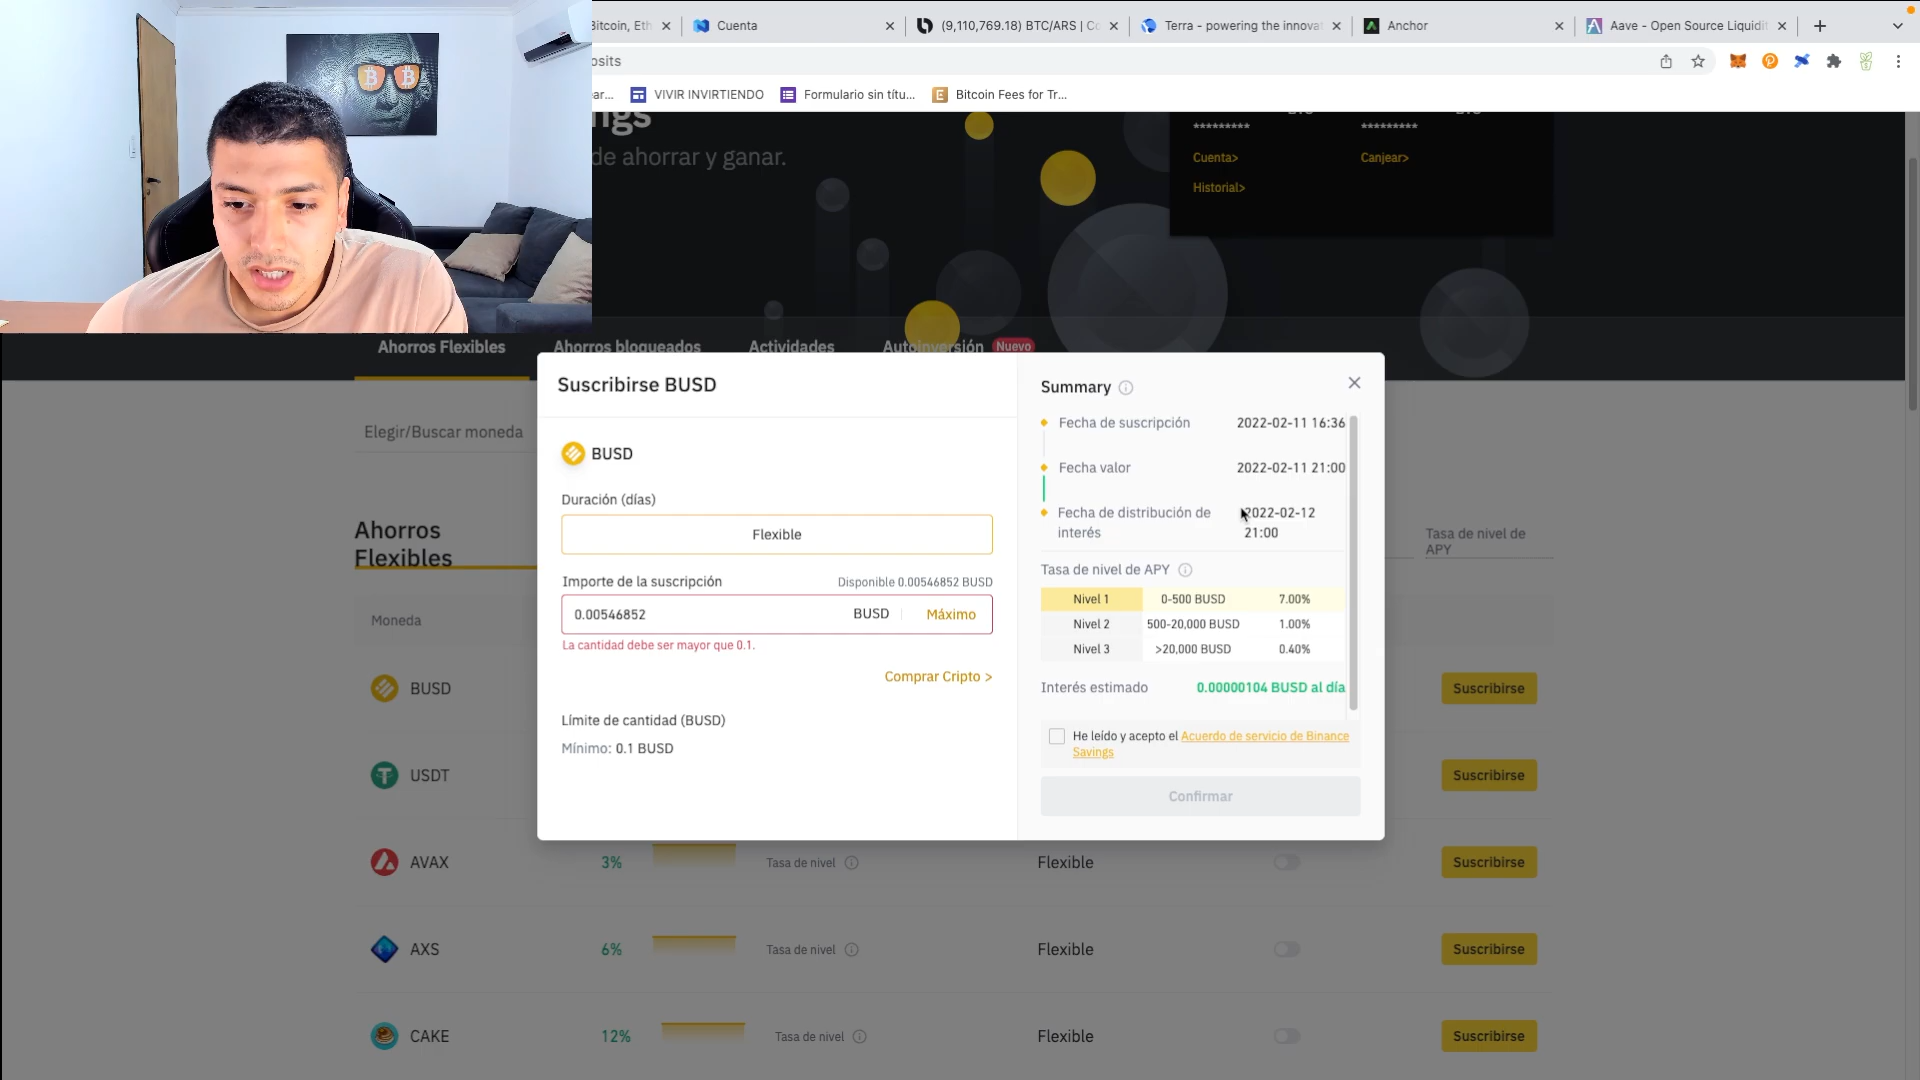 Bitcoin, Eth
Cuenta
(9,110,769.18) BTC/ARS | Co
Terra - powering the innovat
Anchor
Aave - Open Source Liquidit
osits
ar...
VIVIR INVIRTIENDO
Formulario sin títu...
Bitcoin Fees for Tr...
ngs
de ahorrar y ganar.
********* *********
Cuenta> Canjear>
Historial>
Ahorros Flexibles
Ahorros bloqueados
Actividades
Autoinversión Nuevo
Elegir/Buscar moneda
Ahorros
Flexibles
Tasa de nivel de
APY
Moneda
Suscribirse BUSD
BUSD
Duración (días)
Flexible
Importe de la suscripción Disponible 0.00546852 BUSD
0.00546852 BUSD Máximo
La cantidad debe ser mayor que 0.1.
Comprar Cripto >
Límite de cantidad (BUSD)
Mínimo: 0.1 BUSD
Summary
Fecha de suscripción 2022-02-11 16:36
Fecha valor 2022-02-11 21:00
Fecha de distribución de 2022-02-12
interés 21:00
Tasa de nivel de APY
Nivel 1 0-500 BUSD 7.00%
Nivel 2 500-20,000 BUSD 1.00%
Nivel 3 >20,000 BUSD 0.40%
Interés estimado 0.00000104 BUSD al día
He leído y acepto el Acuerdo de servicio de Binance
Savings
Confirmar
BUSD Suscribirse
USDT Suscribirse
AVAX 3% Tasa de nivel Flexible Suscribirse
AXS 6% Tasa de nivel Flexible Suscribirse
CAKE 12% Tasa de nivel Flexible Suscribirse